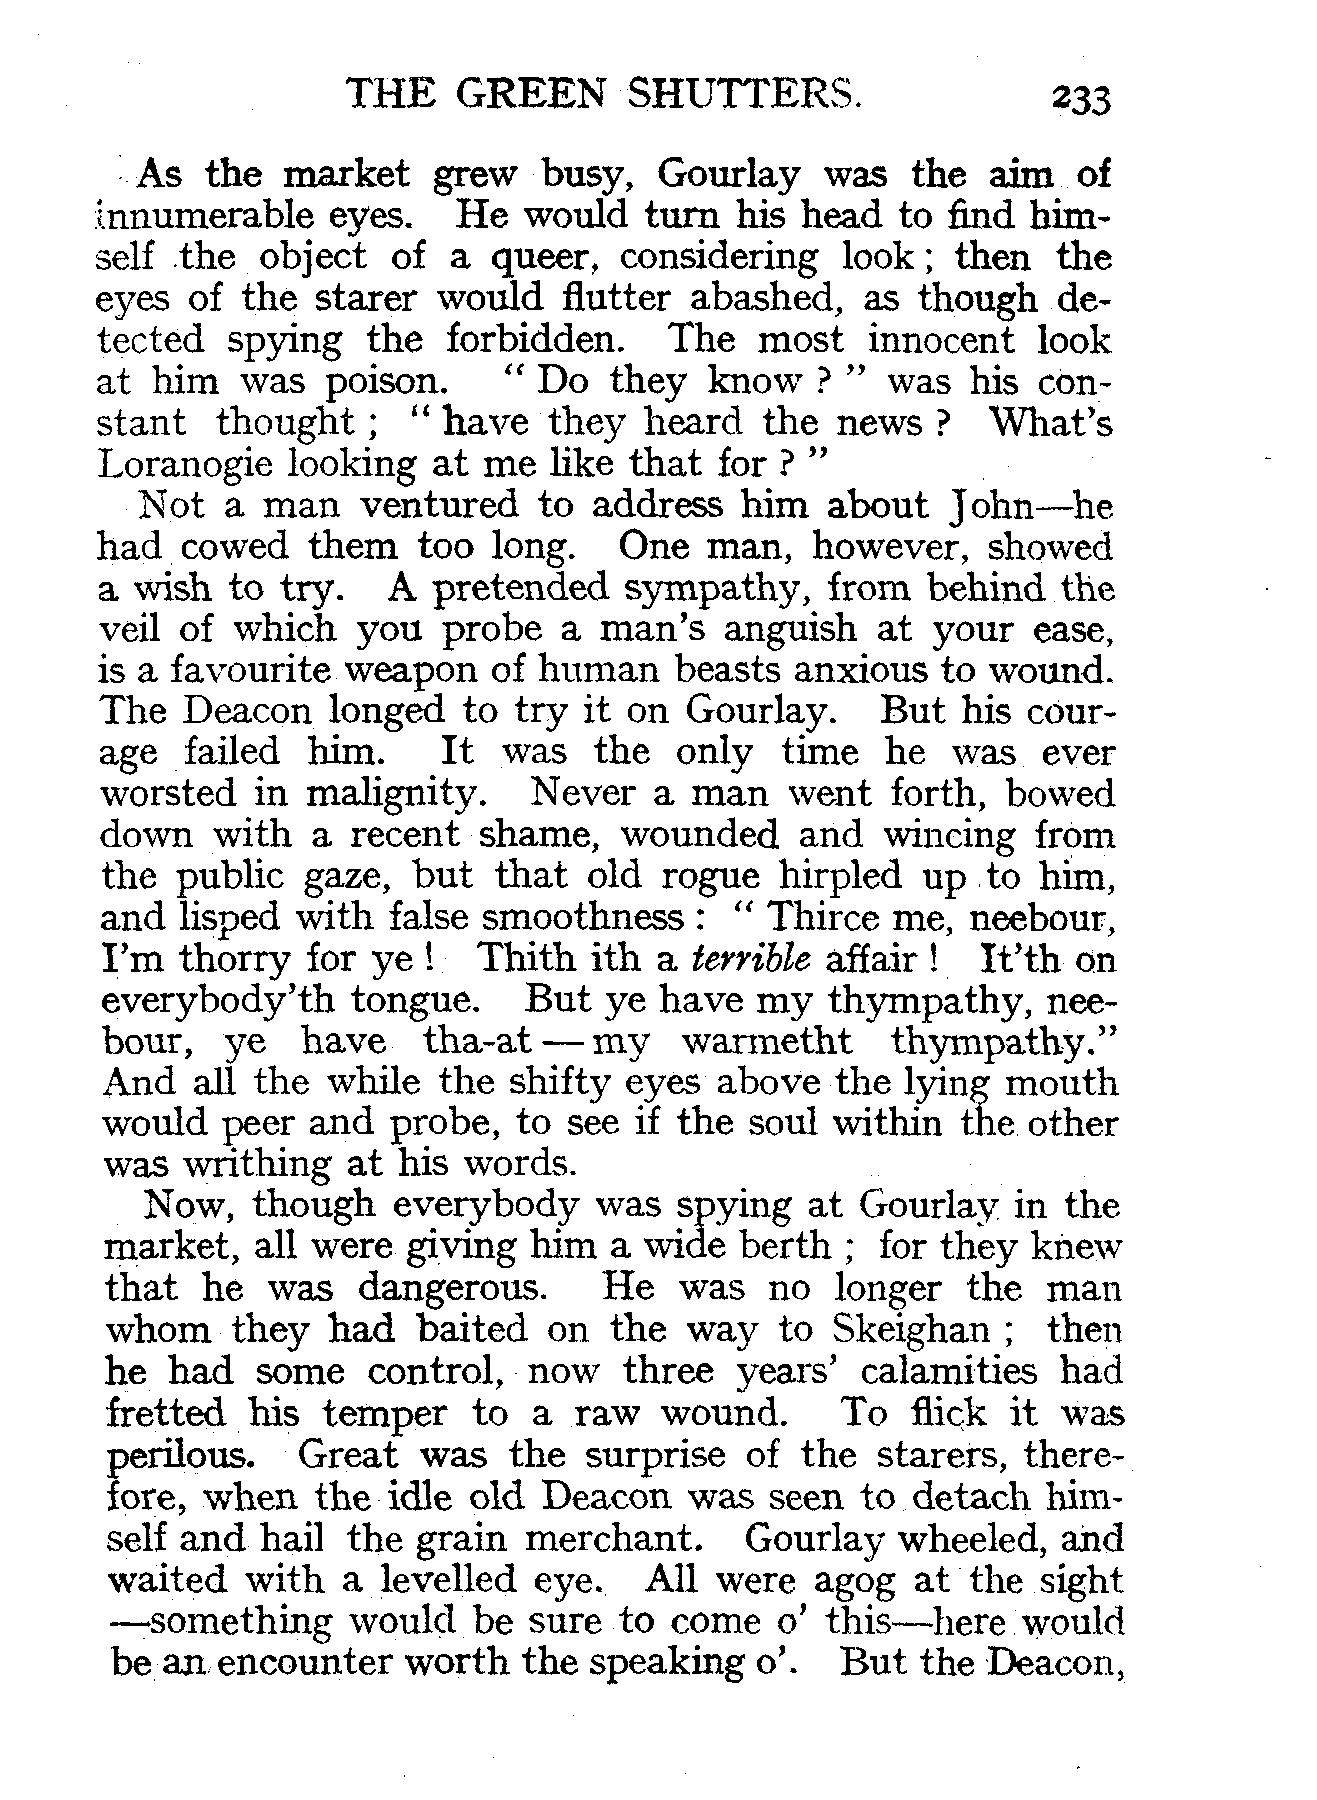 THE GREEN SHUTTERS. 233
As the market grew busy, Gourlay was the aim of
innumerable eyes. He would turn his head to find him-
self the object of a queer, considering look ; then the
eyes of the starer would flutter abashed, as though de-
tected spying the forbidden. The most innocent look
at him was poison. “ Do they know ? ” was his con-
stant thought ; “ have they heard the news ? What’s
Loranogie looking at me like that for ? ”
Not a man ventured to address him about John—he
had cowed them too long. One man, however, showed
a wish to try. A pretended sympathy, from behind the
veil of which you probe a man’s anguish at your ease,
is a favourite weapon of human beasts anxious to wound.
The Deacon longed to try it on Gourlay. But his cour-
age failed him. It was the only time he was ever
worsted in malignity. Never a man went forth, bowed
down with a recent shame, wounded and wincing from
the public gaze, but that old rogue hirpled up to him,
and lisped with false smoothness : “ Thirce me, neebour,
I’m thorry for ye ! Thith ith a terrible affair ! It’th on
everybody’th tongue. But ye have my thympathy, nee-
bour, ye have tha-at — my warmetht thympathy.”
And all the while the shifty eyes above the lying mouth
would peer and probe, to see if the soul within the other
was writhing at his words.
Now, though everybody was spying at Gourlay in the
market, all were giving him a wide berth ; for they knew
that he was dangerous. He was no longer the man
whom they had baited on the way to Skeighan ; then
he had some control, now three years’ calamities had
fretted his temper to a raw wound. To flick it was
perilous. Great was the surprise of the starers, there-
fore, when the idle old Deacon was seen to detach him-
self and hail the grain merchant. Gourlay wheeled, and
waited with a levelled eye. All were agog at the sight
—something would be sure to come o’ this—here would
be an encounter worth the speaking o’. But the Deacon,